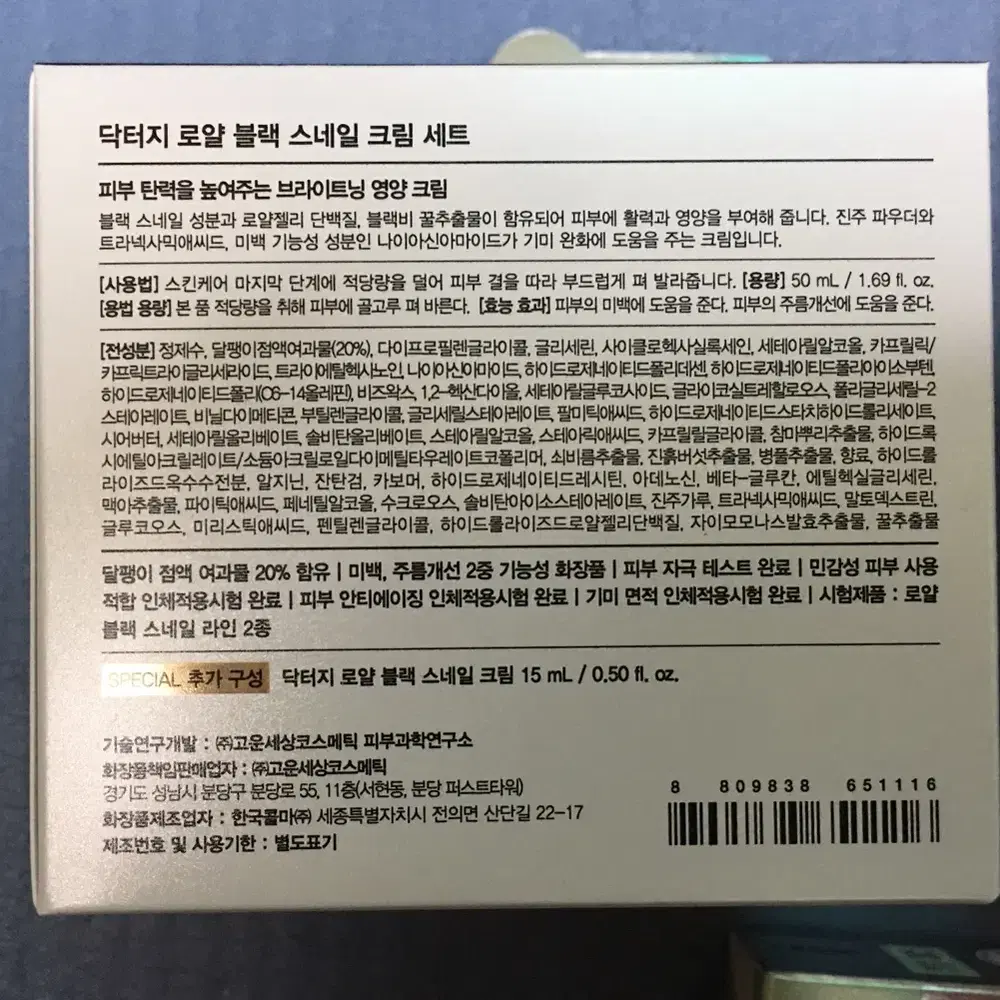 닥터지 로얄 블랙 스네일 크림 세트
피부 탄력을 높여주는 브라이트닝 영양 크림
블랙 스네일 성분과 로얄젤리 단백질, 블랙비 꿀추출물이 함유되어 피부에 활력과 영양을 부여해 줍니다. 진주 파우더와
트라넥사믹애씨드, 미백 기능성 성분인 나이아신아마이드가 기미 완화에 도움을 주는 크림입니다.
[사용법] 스킨케어 마지막 단계에 적당량을 덜어 피부 결을 따라 부드럽게 펴 발라줍니다. [용량] 50 mL / 1.69 fl. oz.
[용법 용량] 본 품 적당량을 취해 피부에 골고루 펴 바른다. [효능 효과] 피부의 미백에 도움을 준다. 피부의 주름개선에 도움을 준다.
[전성분] 정제수, 달팽이점액여과물(20%), 다이프로필렌글라이콜, 글리세린, 사이클로헥사실록세인, 세테아릴알코올, 카프릴릭/
카프릭트라이글리세라이드, 트라이에틸헥사노인, 나이아신아마이드, 하이드로제네이티드폴리데센, 하이드로제네이티드폴리아이소부텐,
하이드로제네이티드폴리(C6-14올레핀), 비즈왁스, 1,2-헥산다이올, 세테아릴글루코사이드, 글라이코실트레할로오스, 폴리글리세릴-2
스테아레이트, 비닐다이메티콘, 부틸렌글라이콜, 글리세릴스테아레이트, 팔미틱애씨드, 하이드로제네이티드스타치하이드롤리세이트,
시어버터, 세테아릴올리베이트, 솔비탄올리베이트, 스테아릴알코올, 스테아릭애씨드, 카프릴릴글라이콜, 참마뿌리추출물, 하이드록
시에틸아크릴레이트/소듐아크릴로일다이메틸타우레이트코폴리머, 쇠비름추출물, 진흙버섯추출물, 병풀추출물, 향료, 하이드롤
라이즈드옥수수전분, 알지닌, 잔탄검, 카보머, 하이드로제네이티드레시틴, 아데노신, 베타-글루칸, 에틸헥실글리세린,
맥아추출물, 파이틱애씨드, 페네틸알코올, 수크로오스, 솔비탄아이소스테아레이트, 진주가루, 트라넥사믹애씨드, 말토덱스트린,
글루코오스, 미리스틱애씨드, 펜틸렌글라이콜, 하이드롤라이즈드로얄젤리단백질, 자이모모나스발효추출물, 꿀추출물
달팽이 점액 여과물 20% 함유 | 미백, 주름개선 2중 기능성 화장품 | 피부 자극 테스트 완료 | 민감성 피부 사용
적합 인체적용시험 완료 | 피부 안티에이징 인체적용시험 완료 | 기미 면적 인체적용시험 완료 | 시험제품 : 로얄
블랙 스네일 라인 2종
SPECIAL 추가 구성 닥터지 로얄 블랙 스네일 크림 15 mL / 0.50 fl. oz.
기술연구개발 : ㈜고운세상코스메틱 피부과학연구소
화장품책임판매업자 : ㈜고운세상코스메틱
경기도 성남시 분당구 분당로 55, 11층(서현동, 분당 퍼스트타워)
화장품제조업자 : 한국콜마㈜ 세종특별자치시 전의면 산단길 22-17
제조번호 및 사용기한 : 별도표기
8 809838 651116